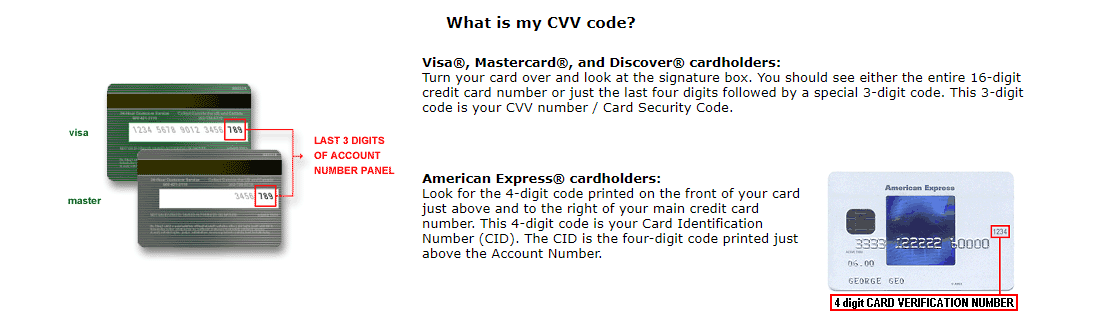 What is my CVV code?
Visa®, Mastercard®, and Discover® cardholders:
Turn your card over and look at the signature box. You should see either the entire 16-digit
credit card number or just the last four digits followed by a special 3-digit code. This 3-digit
code is your CVV number / Card Security Code.
visa
1234 5678 9012 3456 789
LAST 3 DIGITS
OF ACCOUNT
NUMBER PANEL
master
3456 789
American Express® cardholders:
Look for the 4-digit code printed on the front of your card
just above and to the right of your main credit card
number. This 4-digit code is your Card Identification
Number (CID). The CID is the four-digit code printed just
above the Account Number.
American Express
1234
3333 122222 60000
06.00
GEORGE GEO
4 digit CARD VERIFICATION NUMBER